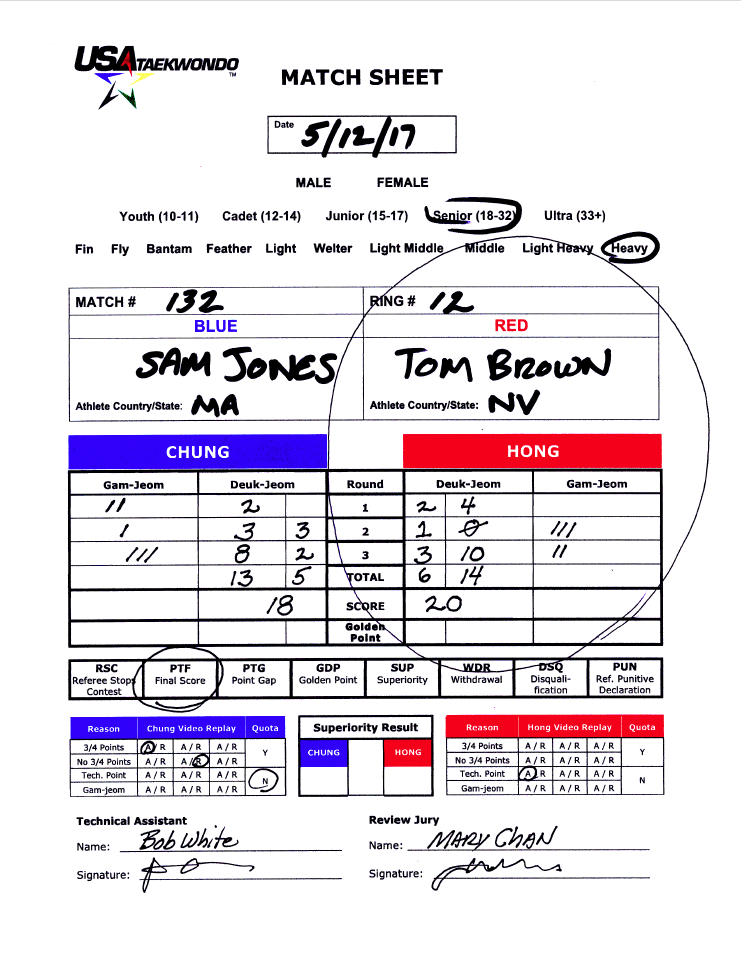 USA TAEKWONDO TM
MATCH SHEET
Date 5/12/17
MALE FEMALE
Youth (10-11) Cadet (12-14) Junior (15-17) Senior (18-32) Ultra (33+)
Fin Fly Bantam Feather Light Welter Light Middle Middle Light Heavy Heavy
MATCH # 132 RING # 12
BLUE RED
SAM JONES TOM BROWN
Athlete Country/State: MA Athlete Country/State: NV
CHUNG HONG
Gam-Jeom Deuk-Jeom Round Deuk-Jeom Gam-Jeom
II 2 1 2 4
I 3 3 2 1 0 III
III 8 2 3 3 10 II
13 5 TOTAL 6 14
18 SCORE 20
Golden
Point
RSC PTF PTG GDP SUP WDR DSQ PUN
Referee Stops Final Score Point Gap Golden Point Superiority Withdrawal Disquali- Ref. Punitive
Contest fication Declaration
Reason Chung Video Replay Quota Superiority Result Reason Hong Video Replay Quota
3/4 Points A / R A / R A / R Y CHUNG HONG 3/4 Points A / R A / R A / R Y
No 3/4 Points A / R A / R A / R No 3/4 Points A / R A / R A / R
Tech. Point A / R A / R A / R N Tech. Point A / R A / R A / R N
Gam-jeom A / R A / R A / R Gam-jeom A / R A / R A / R
Technical Assistant Review Jury
Name: Bob White Name: MARY CHAN
Signature: Signature: